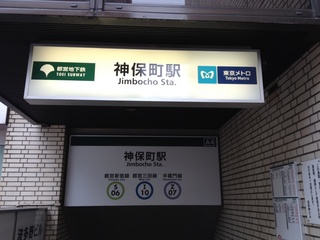 都営地下鉄
TOEI SUBWAY
神保町駅
Jimbocho Sta.
東京メトロ
Tokyo Metro
神保町駅
Jimbocho Sta.
都営新宿線
都営三田線
半蔵門線
S
06
I
10
Z
07